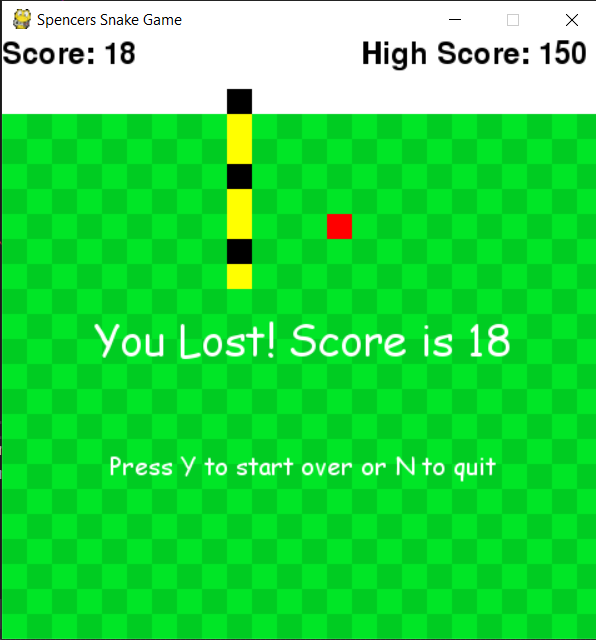 Spencers Snake Game
Score: 18 High Score: 150
You Lost! Score is 18
Press Y to start over or N to quit